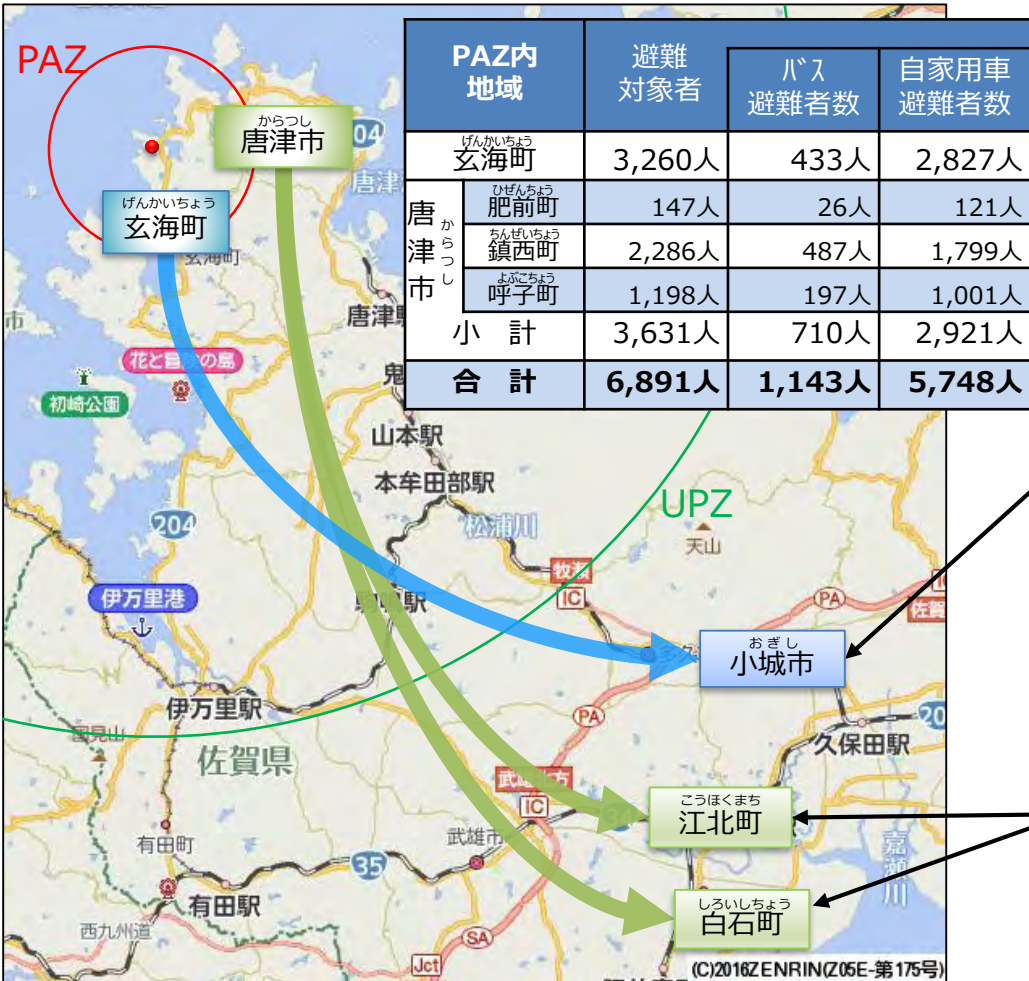 PAZ
PAZ内
地域
避難
対象者
バス
避難者数
自家用車
避難者数
げんかいちょう
玄海町
3,260人
433人
2,827人
唐津市
からつし
ひぜんちょう
肥前町
147人
26人
121人
ちんぜいちょう
鎮西町
2,286人
487人
1,799人
よぶこちょう
呼子町
1,198人
197人
1,001人
小 計
3,631人
710人
2,921人
合 計
6,891人
1,143人
5,748人
からつし
唐津市
げんかいちょう
玄海町
玄海町
花と冒険の島
初崎公園
山本駅
本牟田部駅
松浦川
UPZ
天山
204
牧瀬
IC
PA
伊万里港
おぎし
小城市
伊万里駅
PA
久保田駅
国見山
佐賀県
武雄北方
IC
こうほくまち
江北町
34
有田町
武雄市
35
嘉瀬川
有田駅
しろいしちょう
白石町
西九州道
SA
Jct
(C)2016ZENRIN(Z05E-第175号)